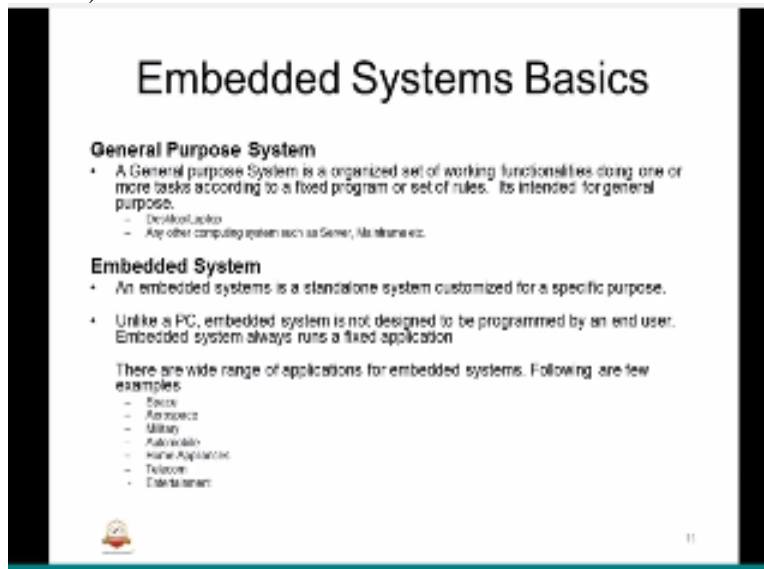 Embedded Systems Basics
General Purpose System
• A General purpose System is a organized set of working functionalities doing one or
more tasks according to a fixed program or set of rules. Its intended for general
purpose.
– Desktop/Laptop
– Any other computing system such as Server, Mainframe etc.
Embedded System
• An embedded systems is a standalone system customized for a specific purpose.
• Unlike a PC, embedded system is not designed to be programmed by an end user.
Embedded system always runs a fixed application
There are wide range of applications for embedded systems. Following are few
examples
– Space
– Aerospace
– Military
– Automobile
– Home Appliances
– Telecom
- Entertainment
11